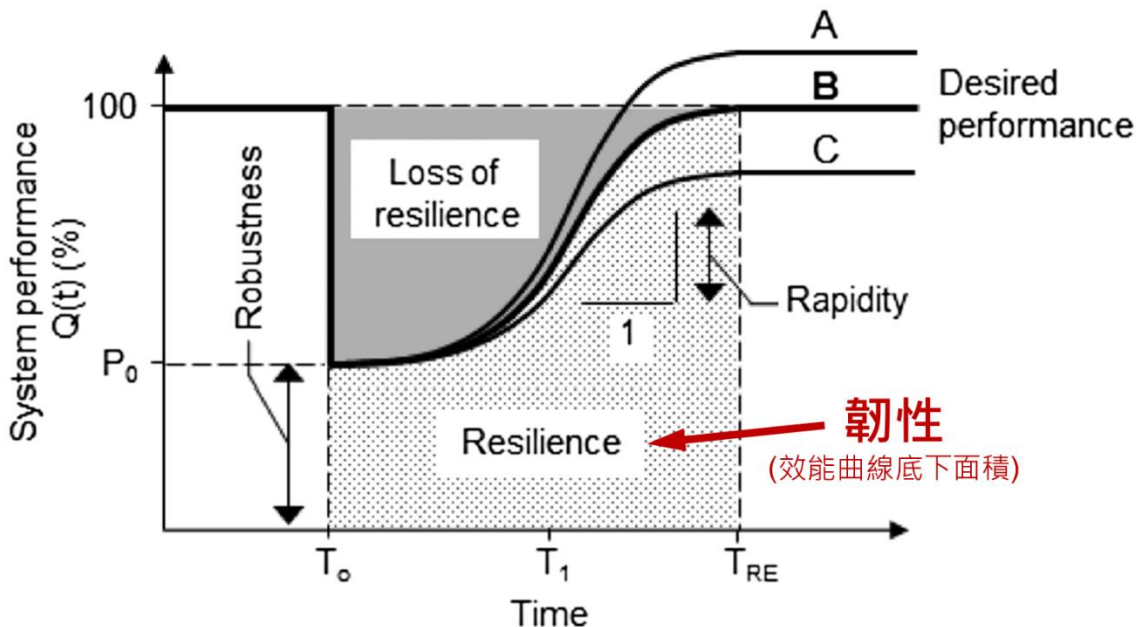 A
B
C
Desired
performance
100
System performance
Q(t) (%)
Robustness
Loss of
resilience
1
Rapidity
P₀
Resilience
韌性
(效能曲線底下面積)
Tₒ
T₁
T_RE
Time